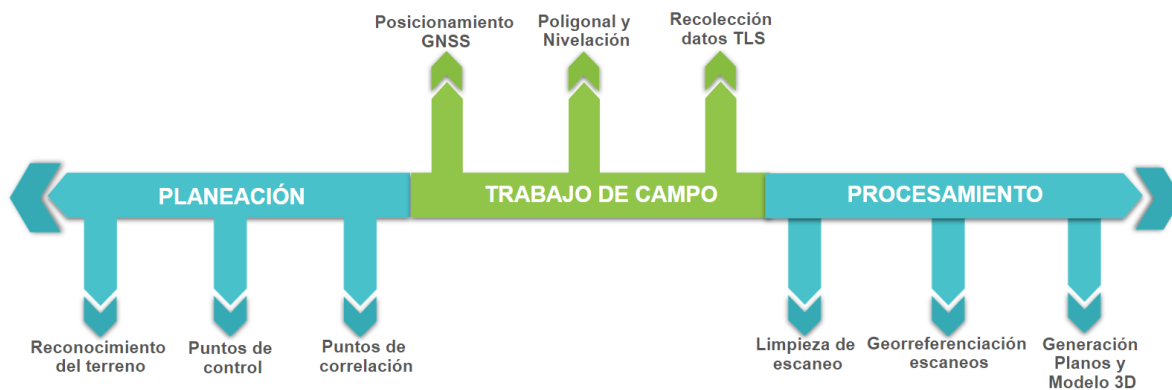 Posicionamiento
GNSS
Poligonal y
Nivelación
Recolección
datos TLS
PLANEACIÓN
TRABAJO DE CAMPO
PROCESAMIENTO
Reconocimiento
del terreno
Puntos de
control
Puntos de
correlación
Limpieza de
escaneo
Georreferenciación
escaneos
Generación
Planos y
Modelo 3D